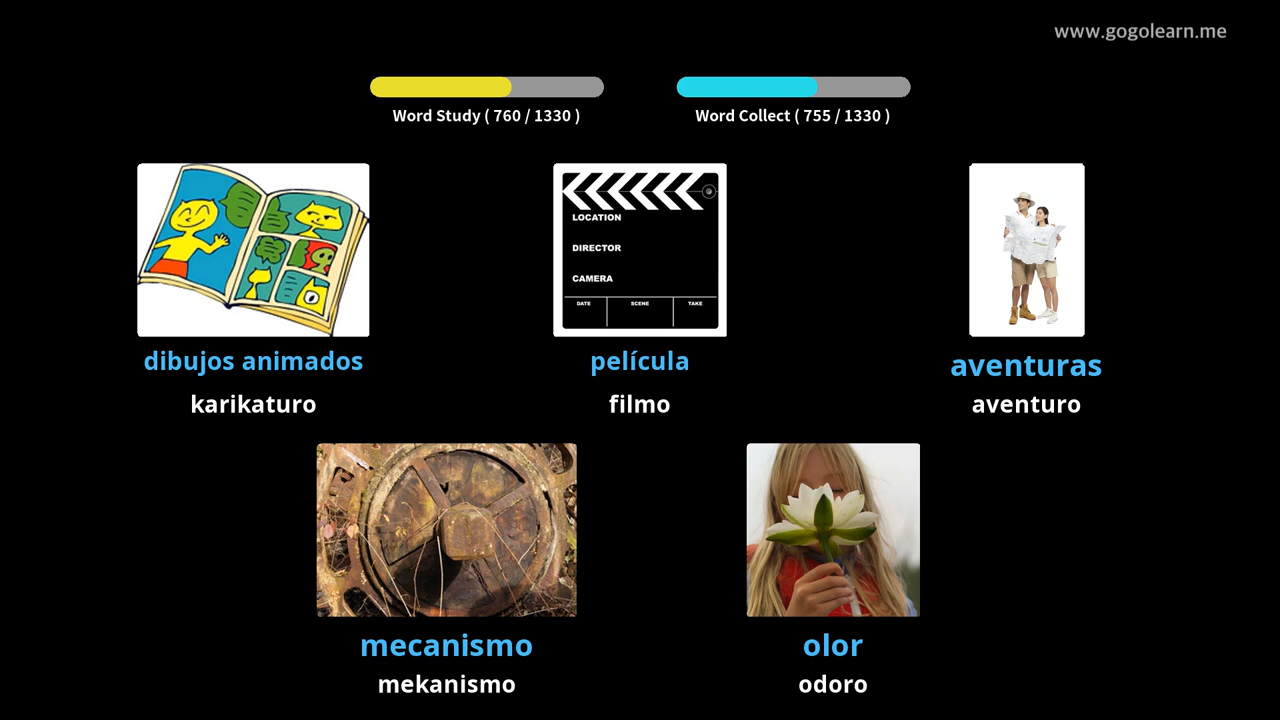 www.gogolearn.me
Word Study ( 760 / 1330 )
Word Collect ( 755 / 1330 )
LOCATION
DIRECTOR
CAMERA
DATE
SCENE
TAKE
dibujos animados
película
aventuras
karikaturo
filmo
aventuro
mecanismo
olor
mekanismo
odoro